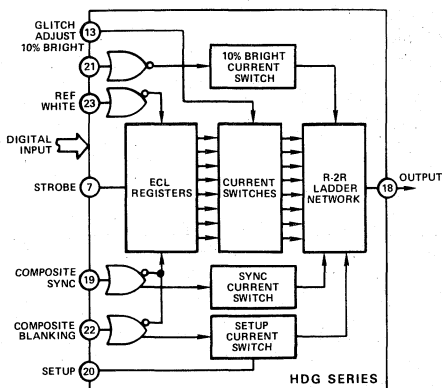 GLITCH
ADJUST
10% BRIGHT
13
21
10% BRIGHT
CURRENT
SWITCH
REF
WHITE
23
DIGITAL
INPUT
STROBE
7
ECL
REGISTERS
CURRENT
SWITCHES
R-2R
LADDER
NETWORK
18
OUTPUT
COMPOSITE
SYNC
19
SYNC
CURRENT
SWITCH
COMPOSITE
BLANKING
22
SETUP
CURRENT
SWITCH
SETUP
20
HDG SERIES